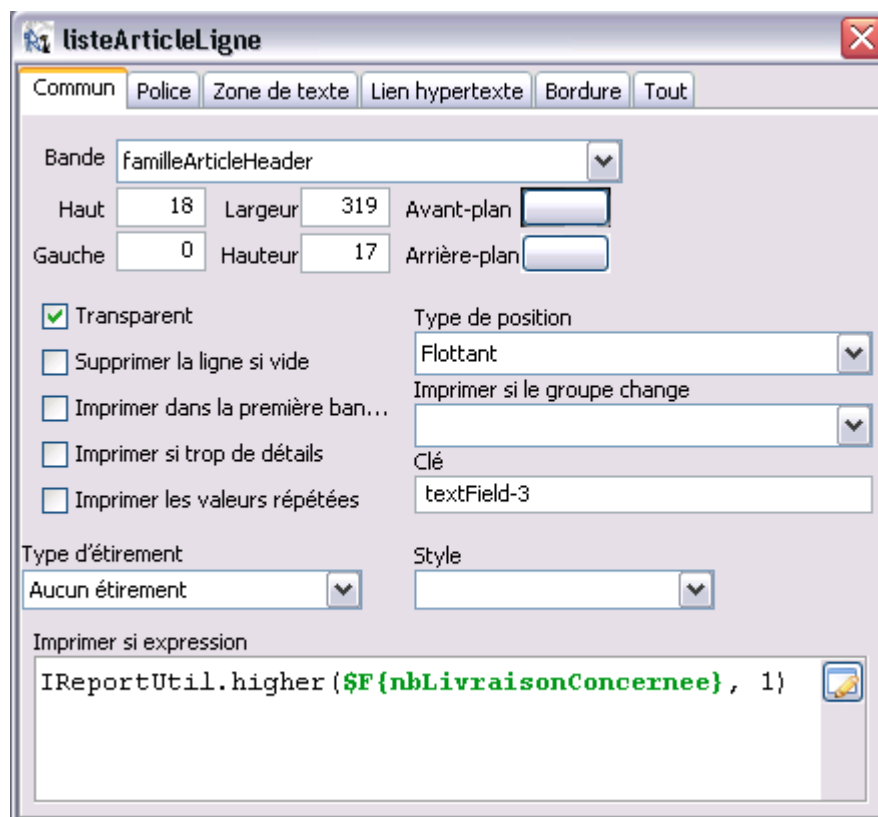 listeArticleLigne
Commun Police Zone de texte Lien hypertexte Bordure Tout
Bande familleArticleHeader
Haut 18 Largeur 319 Avant-plan
Gauche 0 Hauteur 17 Arrière-plan
Transparent
Type de position
Supprimer la ligne si vide
Flottant
Imprimer si le groupe change
Imprimer dans la première ban...
Imprimer si trop de détails
Clé
Imprimer les valeurs répétées
textField-3
Type d'étirement Style
Aucun étirement
Imprimer si expression
IReportUtil.higher($F{nbLivraisonConcernee}, 1)